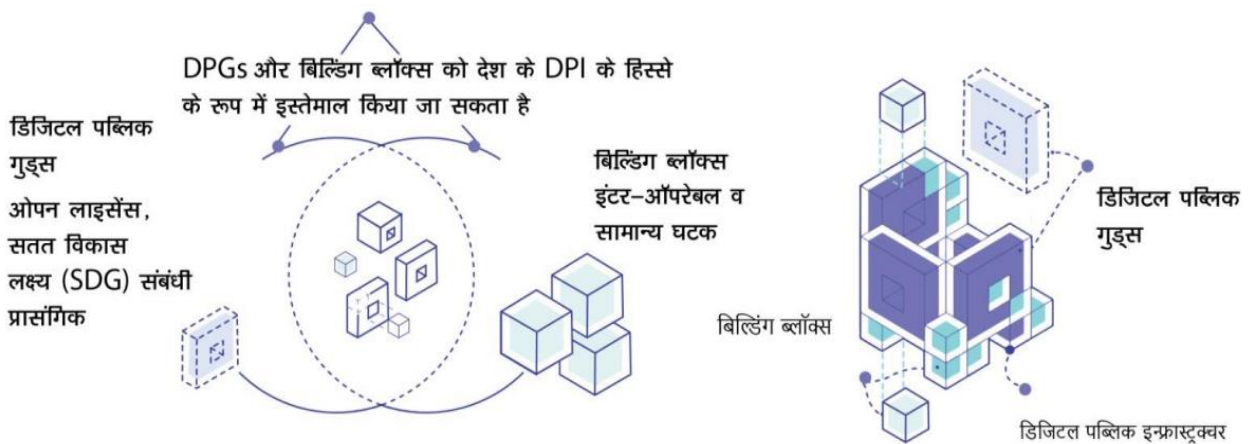 DPGs और बिल्डिंग ब्लॉक्स को देश के DPI के हिस्से
के रूप में इस्तेमाल किया जा सकता है
डिजिटल पब्लिक
गुड्स
ओपन लाइसेंस,
सतत विकास
लक्ष्य (SDG) संबंधी
प्रासंगिक
बिल्डिंग ब्लॉक्स
इंटर-ऑपरेबल व
सामान्य घटक
डिजिटल पब्लिक
गुड्स
बिल्डिंग ब्लॉक्स
डिजिटल पब्लिक इन्फ्रास्ट्रक्चर